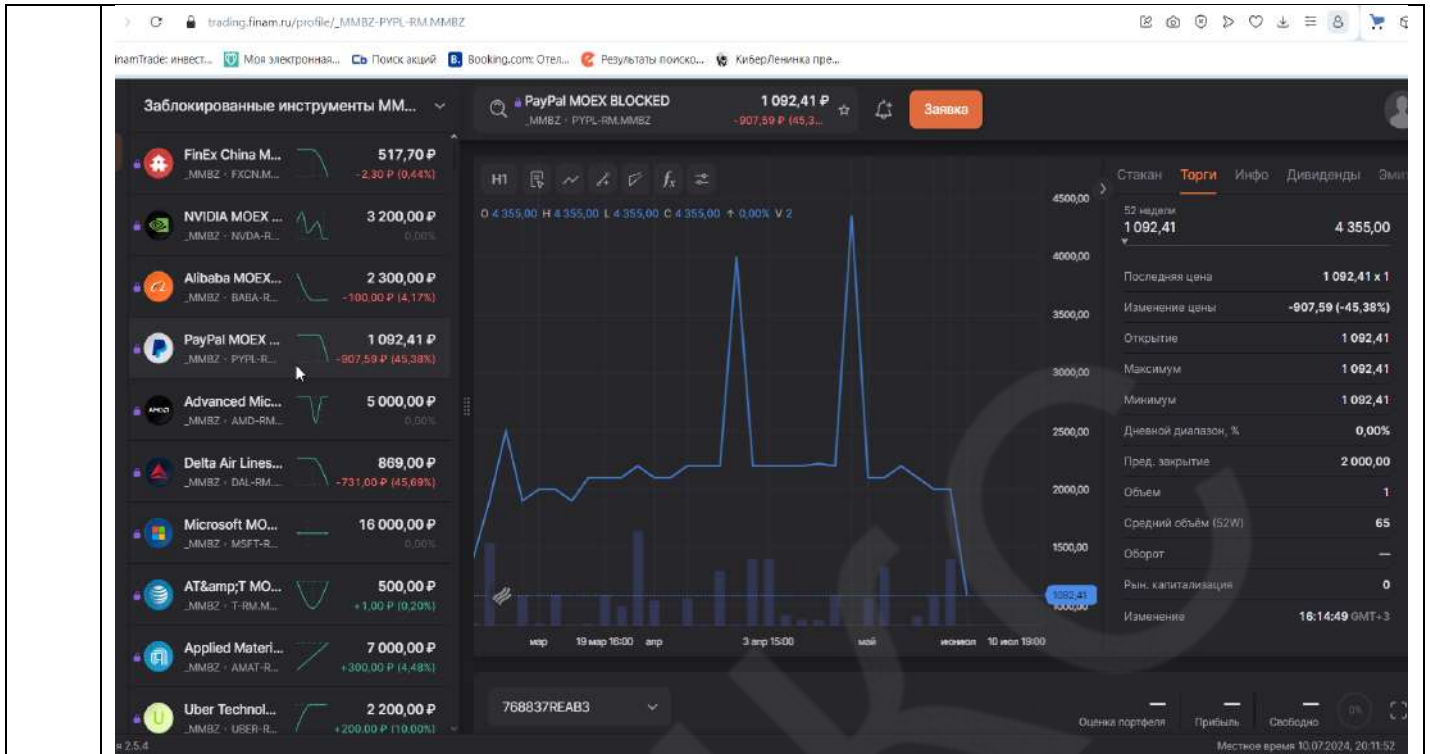 trading.finam.ru/profile/_MMBZ-PYPL-RM.MMBZ
inamTrade: инвест... Моя электронная... Сь Поиск акций B. Booking.com: Отел... Результаты поиско... КиберЛенинка пре...
Заблокированные инструменты ММ...
PayPal MOEX BLOCKED 1 092,41 ₽
_MMBZ · PYPL-RM.MMBZ -907,59 ₽ (45,3...
Заявка
FinEx China M... 517,70 ₽
_MMBZ · FXCN.M... -2,30 ₽ (0,44%)
NVIDIA MOEX ... 3 200,00 ₽
_MMBZ · NVDA-R... 0,00%
Alibaba MOEX... 2 300,00 ₽
_MMBZ · BABA-R... -100,00 ₽ (4,17%)
PayPal MOEX ... 1 092,41 ₽
_MMBZ · PYPL-R... -907,59 ₽ (45,38%)
AMD
Advanced Mic... 5 000,00 ₽
_MMBZ · AMD-RM... 0,00%
Delta Air Lines... 869,00 ₽
_MMBZ · DAL-RM.... -731,00 ₽ (45,69%)
Microsoft MO... 16 000,00 ₽
_MMBZ · MSFT-R... 0,00%
AT&amp;T MO... 500,00 ₽
_MMBZ · T-RM.M... +1,00 ₽ (0,20%)
Applied Materi... 7 000,00 ₽
_MMBZ · AMAT-R... +300,00 ₽ (4,48%)
Uber Technol... 2 200,00 ₽
_MMBZ · UBER-R... +200,00 ₽ (10,00%)
H1 fx
O 4 355,00 H 4 355,00 L 4 355,00 C 4 355,00 ↑ 0,00% V 2
4500,00
4000,00
3500,00
3000,00
2500,00
2000,00
1500,00
1092,41
1000,00
мар 19 мар 16:00 апр 3 апр 15:00 май июниюл 10 июл 19:00
Стакан Торги Инфо Дивиденды Эми
52 недели
1 092,41 4 355,00
Последняя цена 1 092,41 x 1
Изменение цены -907,59 (-45,38%)
Открытие 1 092,41
Максимум 1 092,41
Минимум 1 092,41
Дневной диапазон, % 0,00%
Пред. закрытие 2 000,00
Объем 1
Средний объём (52W) 65
Оборот —
Рын. капитализация 0
Изменение 16:14:49 GMT+3
768837REAB3
— — — 0%
Оценка портфеля Прибыль Свободно
я 2.5.4
Местное время 10.07.2024, 20:11:52